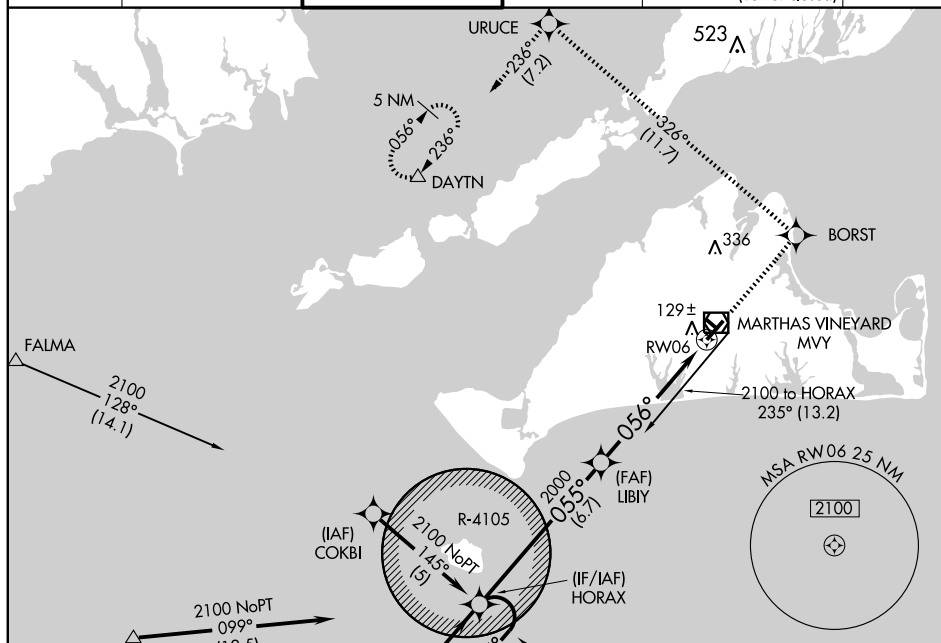 URUCE
523
236°
(7.2)
5 NM
056°
236°
DAYTN
326°
(11.7)
336
BORST
129±
MARTHAS VINEYARD
MVY
RW06
FALMA
2100
128°
(14.1)
2100 to HORAX
235° (13.2)
056°
(FAF)
LIBIY
2000
055°
(6.7)
MSA RW06 25 NM
2100
R-4105
(IAF)
COKBI
2100 NoPT
145°
(5)
(IF/IAF)
HORAX
2100 NoPT
099°